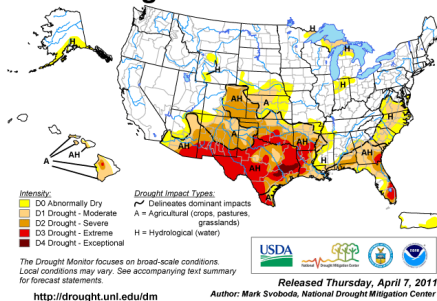 H
H
H
H
AH
A
H
A
AH
AH
AH
H
AH
H
AH
H
A
A
H
Intensity:
D0 Abnormally Dry
D1 Drought - Moderate
D2 Drought - Severe
D3 Drought - Extreme
D4 Drought - Exceptional
Drought Impact Types:
Delineates dominant impacts
A = Agricultural (crops, pastures,
grasslands)
H = Hydrological (water)
The Drought Monitor focuses on broad-scale conditions.
Local conditions may vary. See accompanying text summary
for forecast statements.
http://drought.unl.edu/dm
USDA
National Drought Mitigation Center
Released Thursday, April 7, 2011
Author: Mark Svoboda, National Drought Mitigation Center